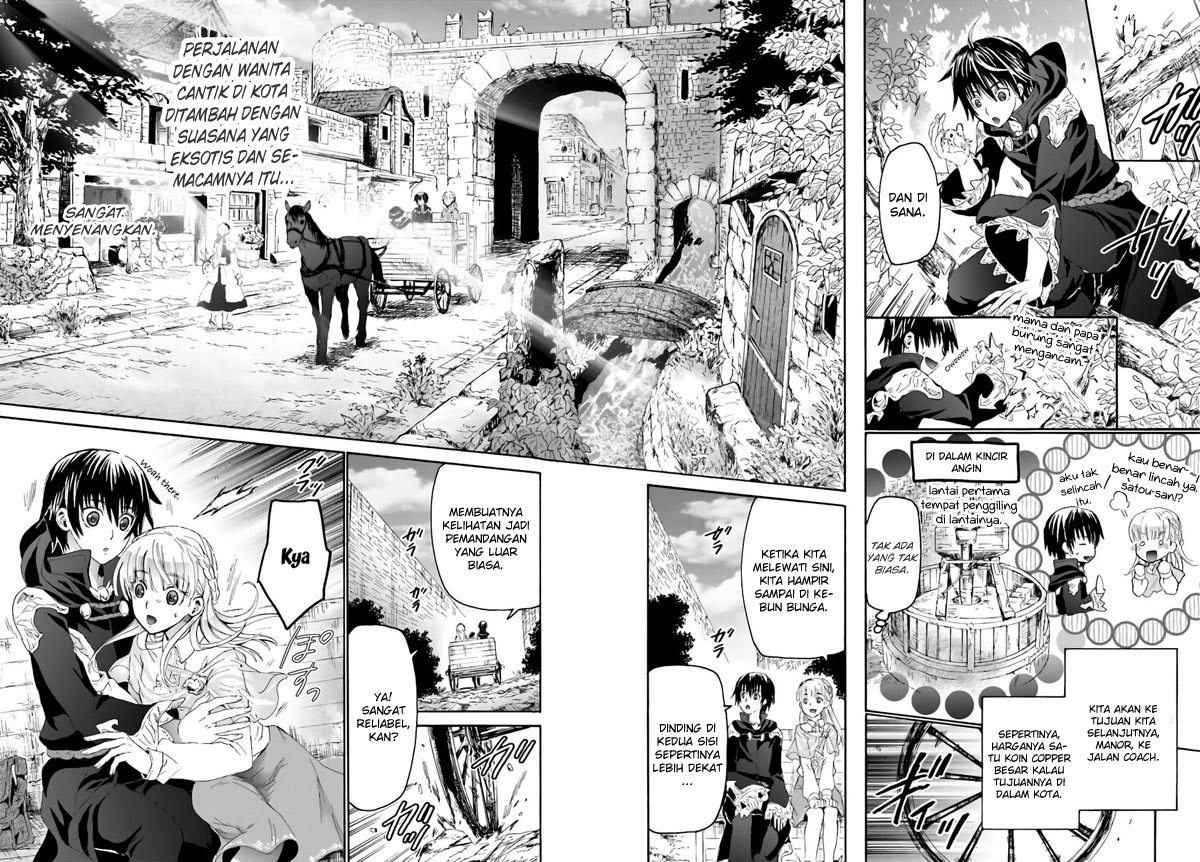 DAN DI
SANA.
mama dan papa
burung sangat
mengancam.
OWOWOW
kau benar-
benar lincah ya,
satou-san!?
aku tak
selincah
itu.
DI DALAM KINCIR
ANGIN
lantai pertama
tempat penggiling
di lantainya.
TAK ADA
YANG TAK
BIASA.
KITA AKAN KE
TUJUAN KITA
SELANJUTNYA,
MANOR, KE
JALAN COACH.
SEPERTINYA,
HARGANYA SA-
TU KOIN COPPER
BESAR KALAU
TUJUANNYA DI
DALAM KOTA.
PERJALANAN
DENGAN WANITA
CANTIK DI KOTA
DITAMBAH DENGAN
SUASANA YANG
EKSOTIS DAN SE-
MACAMNYA ITU...
SANGAT
MENYENANGKAN.
KETIKA KITA
MELEWATI SINI,
KITA HAMPIR
SAMPAI DI KE-
BUN BUNGA.
DINDING DI
KEDUA SISI
SEPERTINYA
LEBIH DEKAT
...
MEMBUATNYA
KELIHATAN JADI
PEMANDANGAN
YANG LUAR
BIASA.
YA!
SANGAT
RELIABEL,
KAN?
Kya
Woah there.
ぽすっ